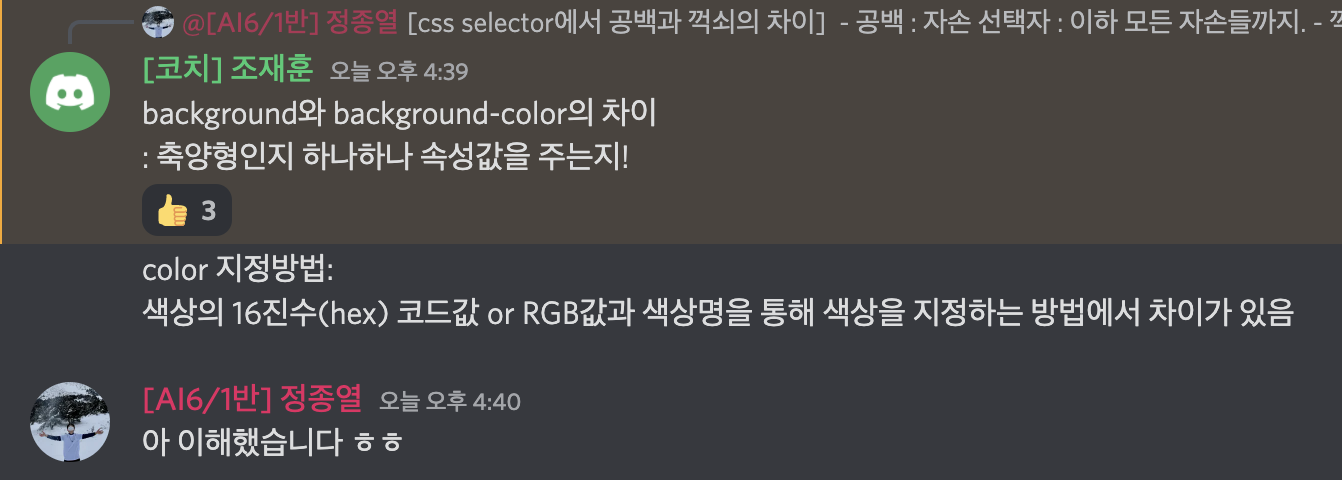 @[AI6/1반] 정종열 [css selector에서 공백과 꺽쇠의 차이] - 공백 : 자손 선택자 : 이하 모든 자손들까지. -
[코치] 조재훈 오늘 오후 4:39
background와 background-color의 차이
: 축양형인지 하나하나 속성값을 주는지!
👍 3
color 지정방법:
색상의 16진수(hex) 코드값 or RGB값과 색상명을 통해 색상을 지정하는 방법에서 차이가 있음
[AI6/1반] 정종열 오늘 오후 4:40
아 이해했습니다 ㅎㅎ